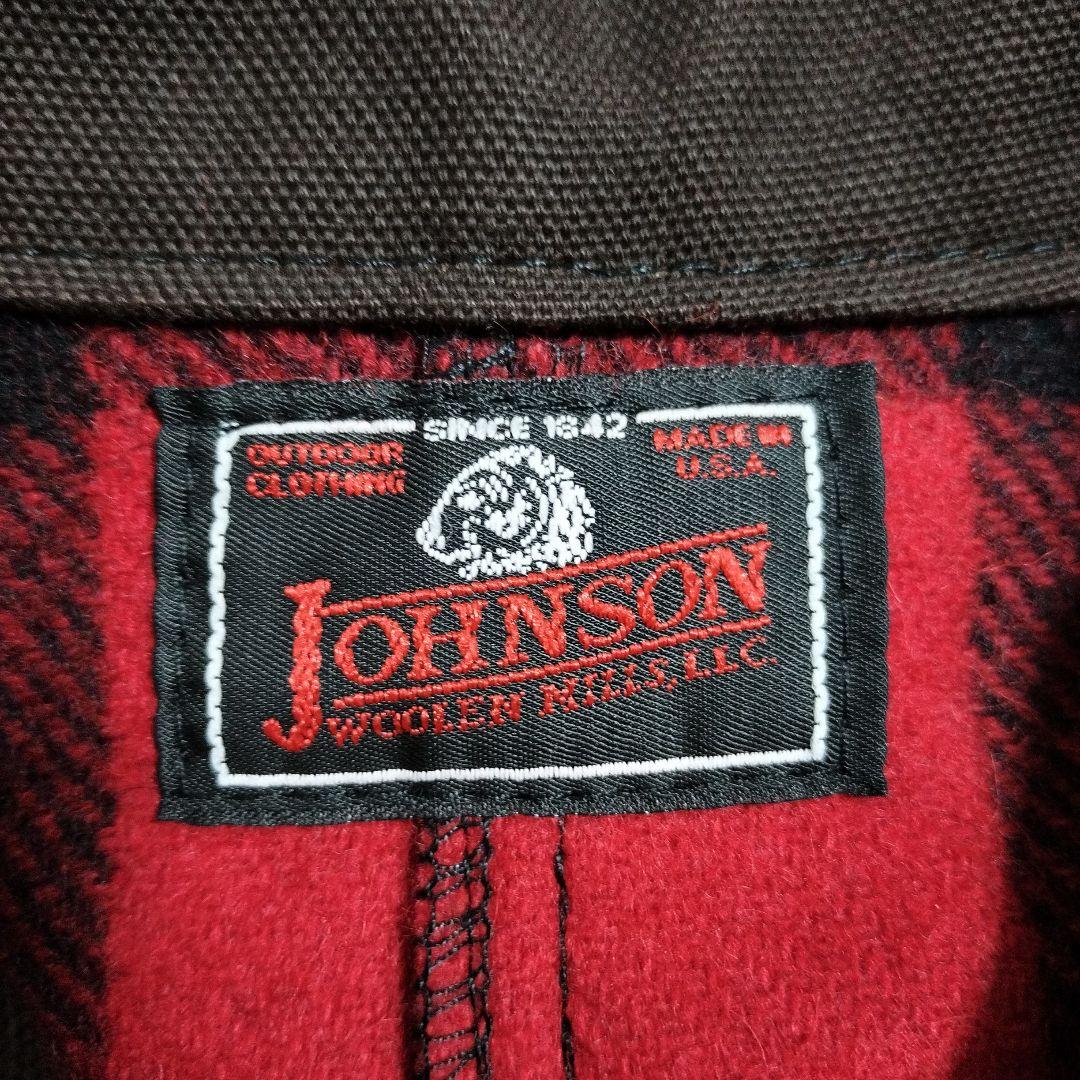 SINCE 1842
OUTDOOR
CLOTHING
MADE IN
U.S.A.
JOHNSON
WOOLEN MILLS, LLC.